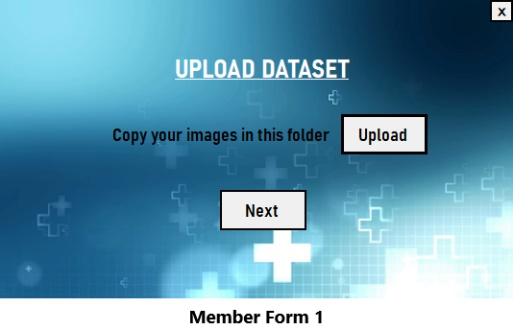 x
UPLOAD DATASET
Copy your images in this folder Upload
Next
Member Form 1